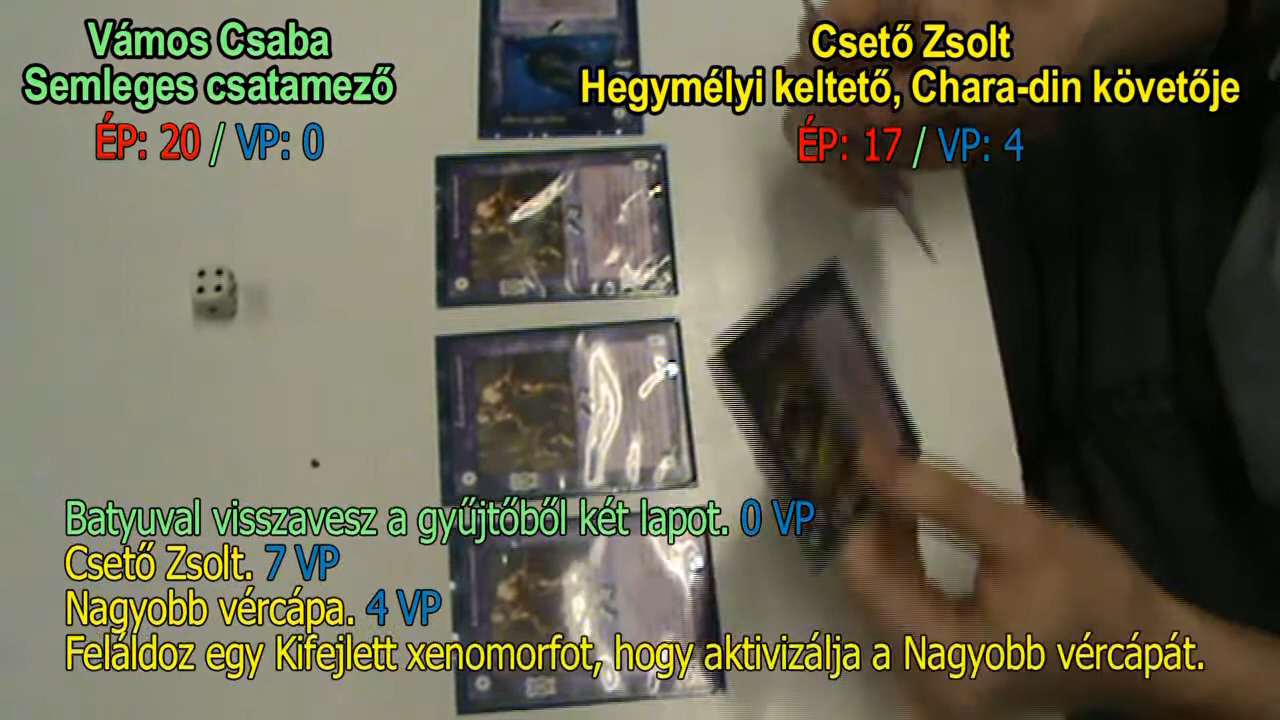 Vámos Csaba
Semleges csatamező
ÉP: 20 / VP: 0
Csető Zsolt
Hegymélyi keltető, Chara-din követője
ÉP: 17 / VP: 4
Batyuval visszavesz a gyűjtőből két lapot. 0 VP
Csető Zsolt. 7 VP
Nagyobb vércápa. 4 VP
Feláldoz egy Kifejlett xenomorfot, hogy aktivizálja a Nagyobb vércápát.